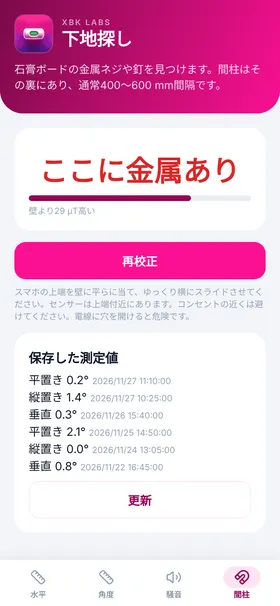 XBK LABS
下地探し
石膏ボードの金属ネジや釘を見つけます。間柱はそ
の裏にあり、通常400〜600 mm間隔です。
ここに金属あり
壁より29 μT高い
再校正
スマホの上端を壁に平らに当て、ゆっくり横にスライドさせてく
ださい。センサーは上端付近にあります。コンセントの近くは避
けてください。電線に穴を開けると危険です。
保存した測定値
平置き 0.2° 2026/11/27 11:10:00
縦置き 1.4° 2026/11/27 10:25:00
垂直 0.3° 2026/11/26 15:40:00
平置き 2.1° 2026/11/25 14:50:00
縦置き 0.0° 2026/11/24 13:05:00
垂直 0.8° 2026/11/22 16:45:00
更新
水平
角度
騒音
間柱